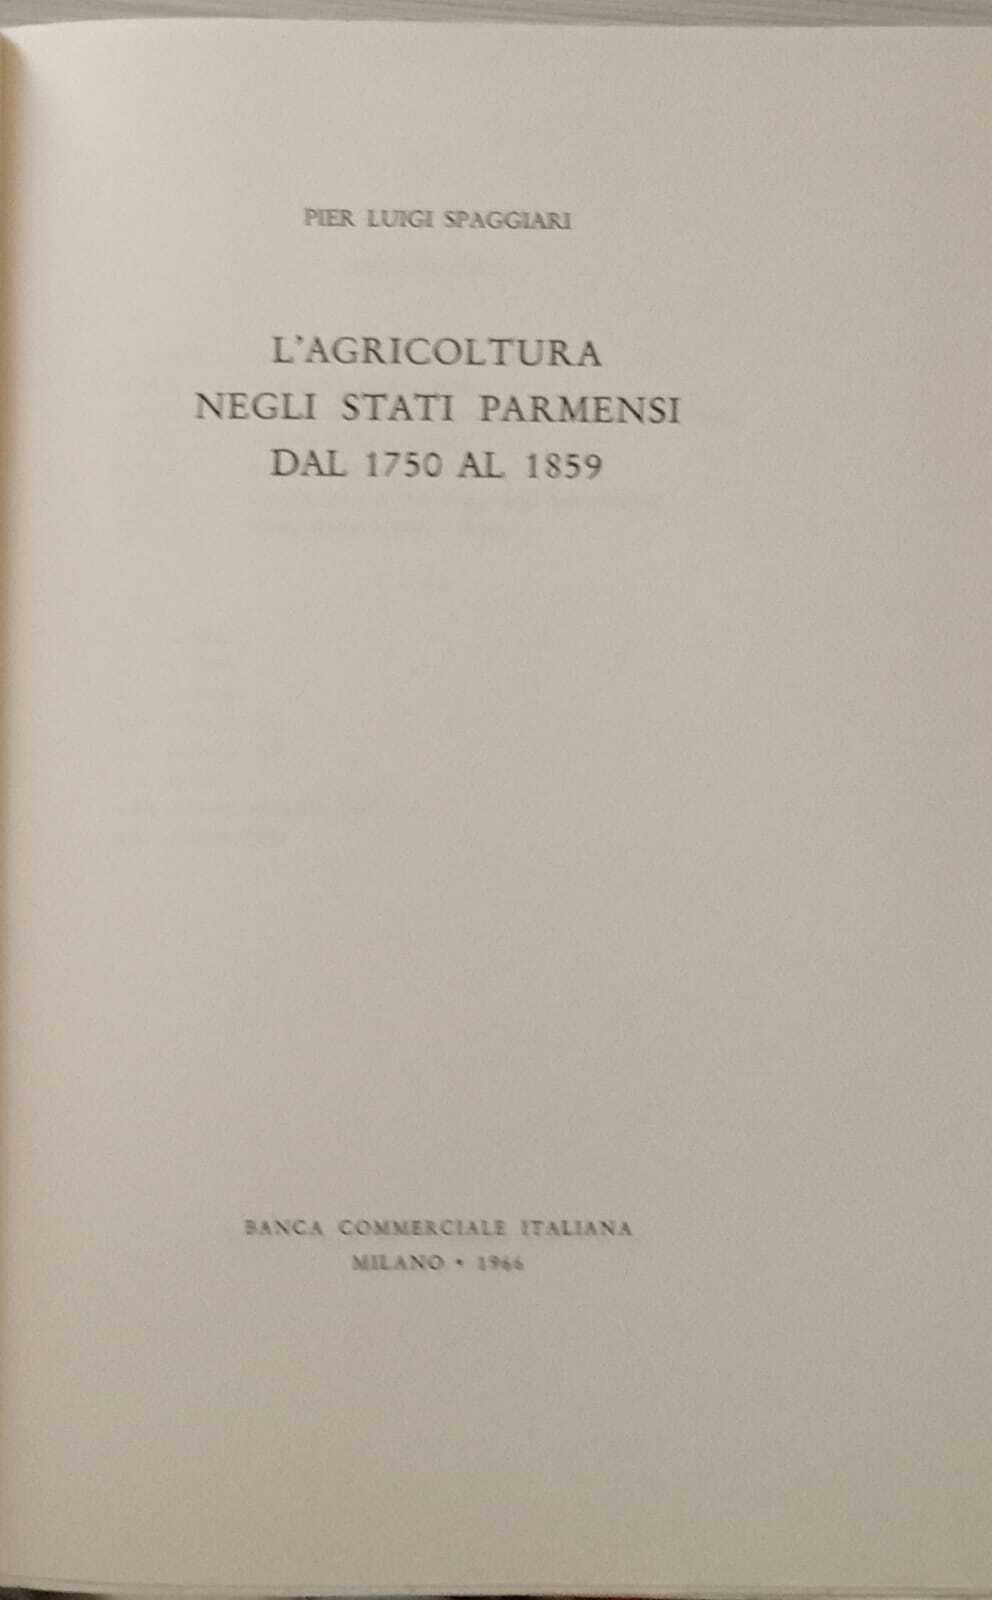 PIER LUIGI SPAGGIARI
L'AGRICOLTURA
NEGLI STATI PARMENSI
DAL 1750 AL 1859
BANCA COMMERCIALE ITALIANA
MILANO • 1966